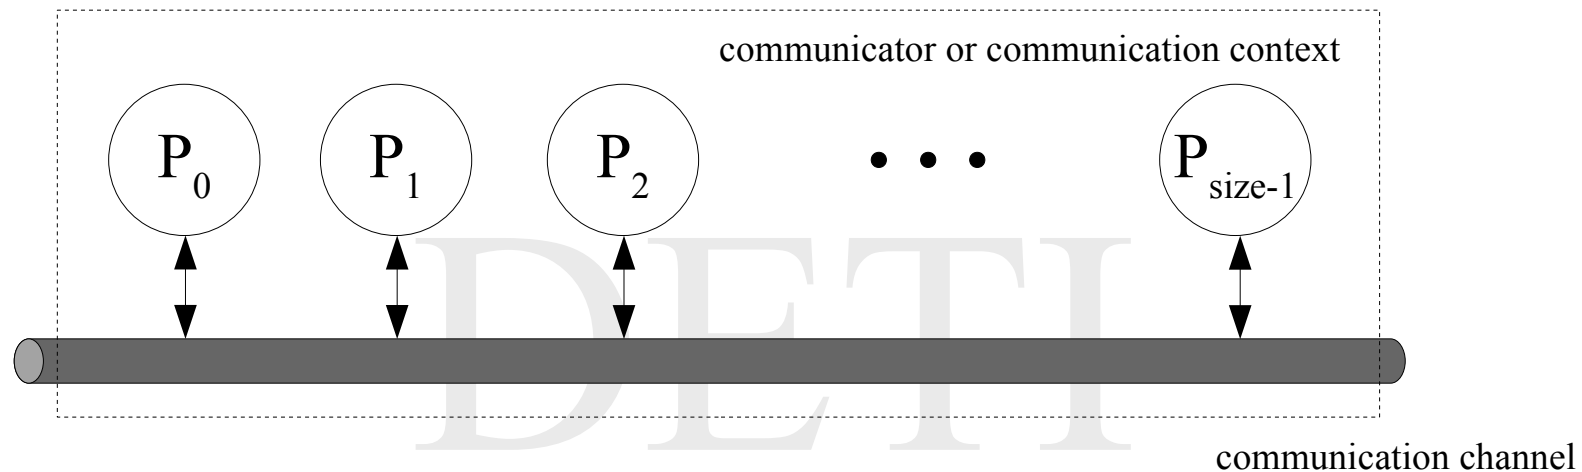 communicator or communication context
P0 P1 P2 • • • Psize-1
DETI
communication channel